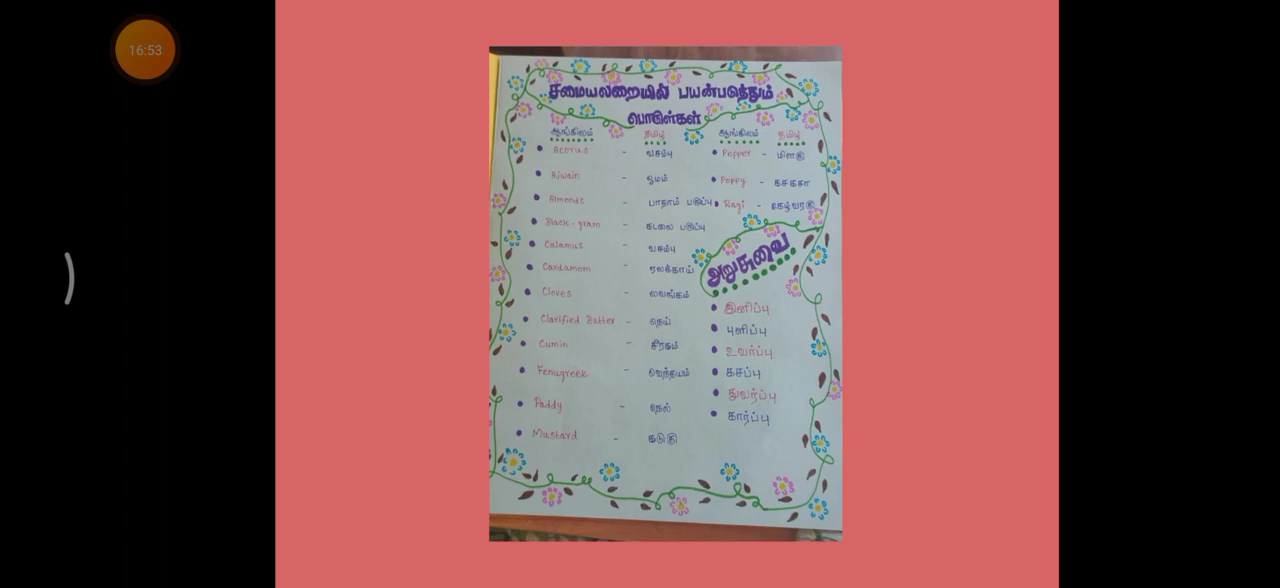 16:53
சமையலறையில் பயன்படுத்தும்
பொருள்கள்
ஆங்கிலம் தமிழ்
Acorus - வசம்பு
Ajwain - ஓமம்
Almonds - பாதாம் பருப்பு
Black-gram - கடலை பருப்பு
Calamus - வசம்பு
Cardamom - ஏலக்காய்
Cloves - லவங்கம்
Clarified Butter - நெய்
Cumin - சீரகம்
Fenugreek - வெந்தயம்
Paddy - நெல்
Mustard - கடுகு
ஆங்கிலம் தமிழ்
Pepper - மிளகு
Poppy - கசகசா
Ragi - கேழ்வரகு
அறுசுவை
இனிப்பு
புளிப்பு
உவர்ப்பு
கசப்பு
துவர்ப்பு
கார்ப்பு